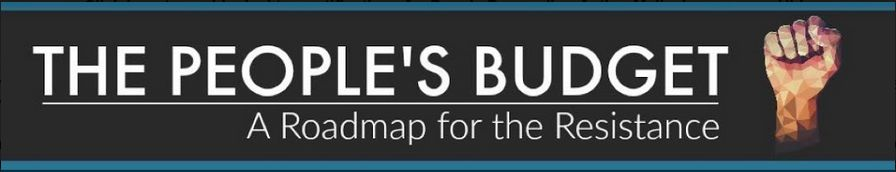 THE PEOPLE'S BUDGET
A Roadmap for the Resistance